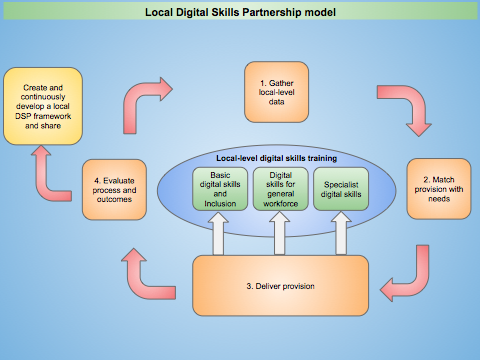 Local Digital Skills Partnership model
Create and
continuously
develop a local
DSP framework
and share
1. Gather
local-level
data
Local-level digital skills training
Basic
digital skills
and
Inclusion
Digital
skills for
general
workforce
Specialist
digital skills
4. Evaluate
process and
outcomes
2. Match
provision with
needs
3. Deliver provision